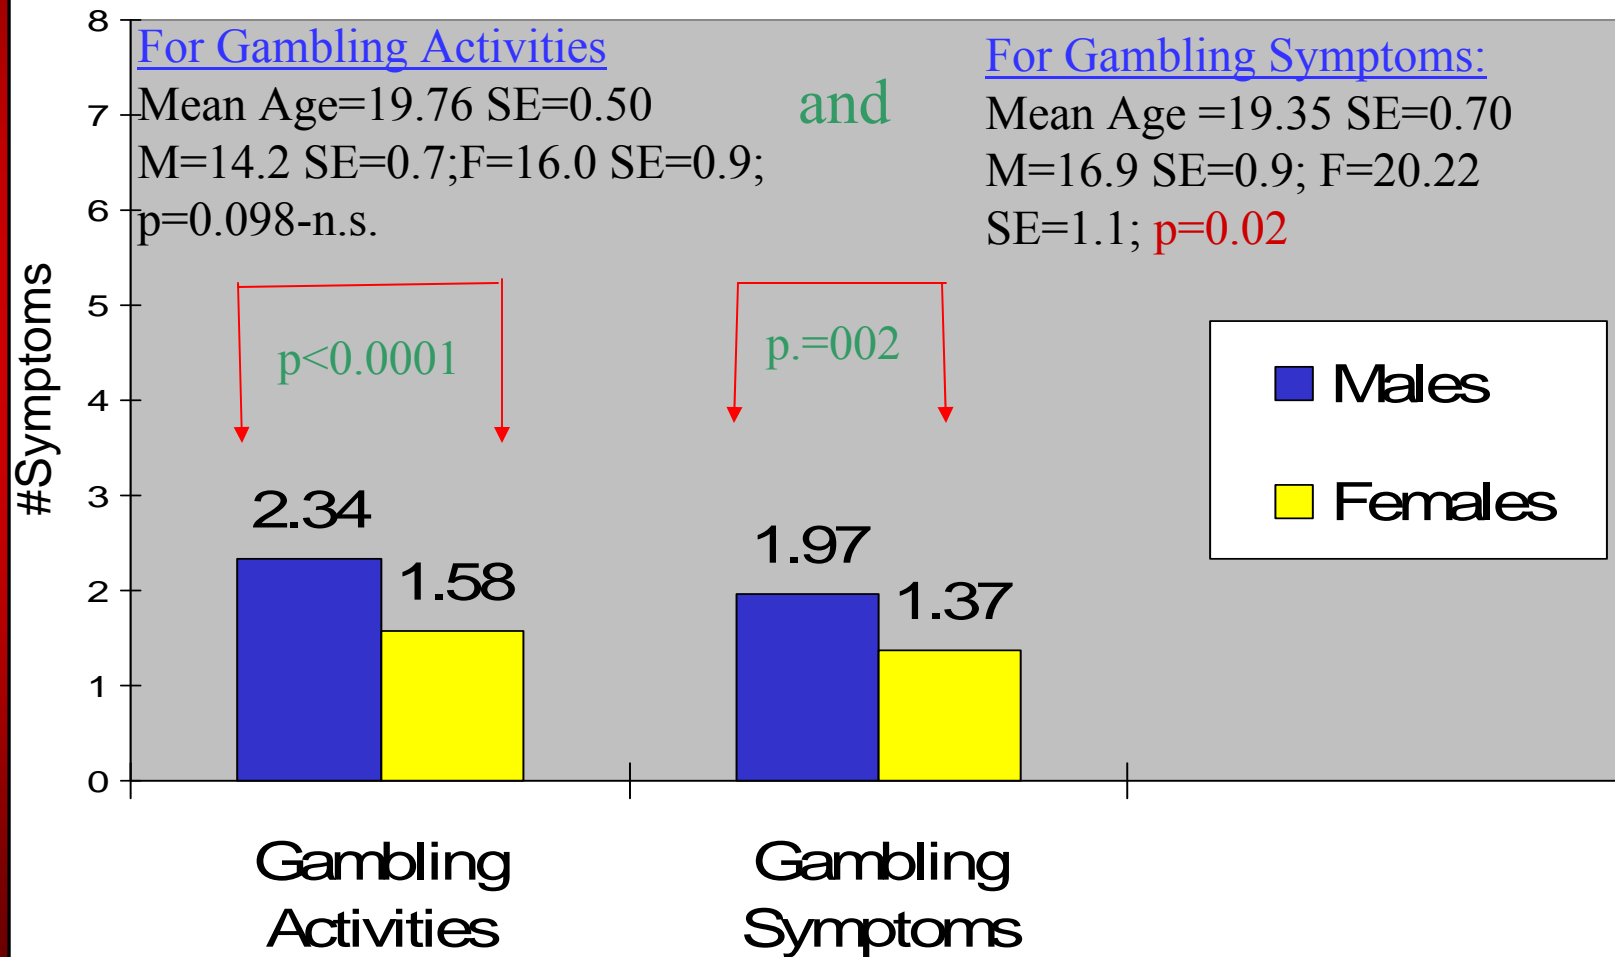 For Gambling Activities
Mean Age=19.76 SE=0.50
M=14.2 SE=0.7;F=16.0 SE=0.9;
p=0.098-n.s.
and
For Gambling Symptoms:
Mean Age =19.35 SE=0.70
M=16.9 SE=0.9; F=20.22
SE=1.1; p=0.02
#Symptoms
8
7
6
5
4
3
2
1
0
p<0.0001
p.=002
2.34
1.58
1.97
1.37
Males
Females
Gambling
Activities
Gambling
Symptoms